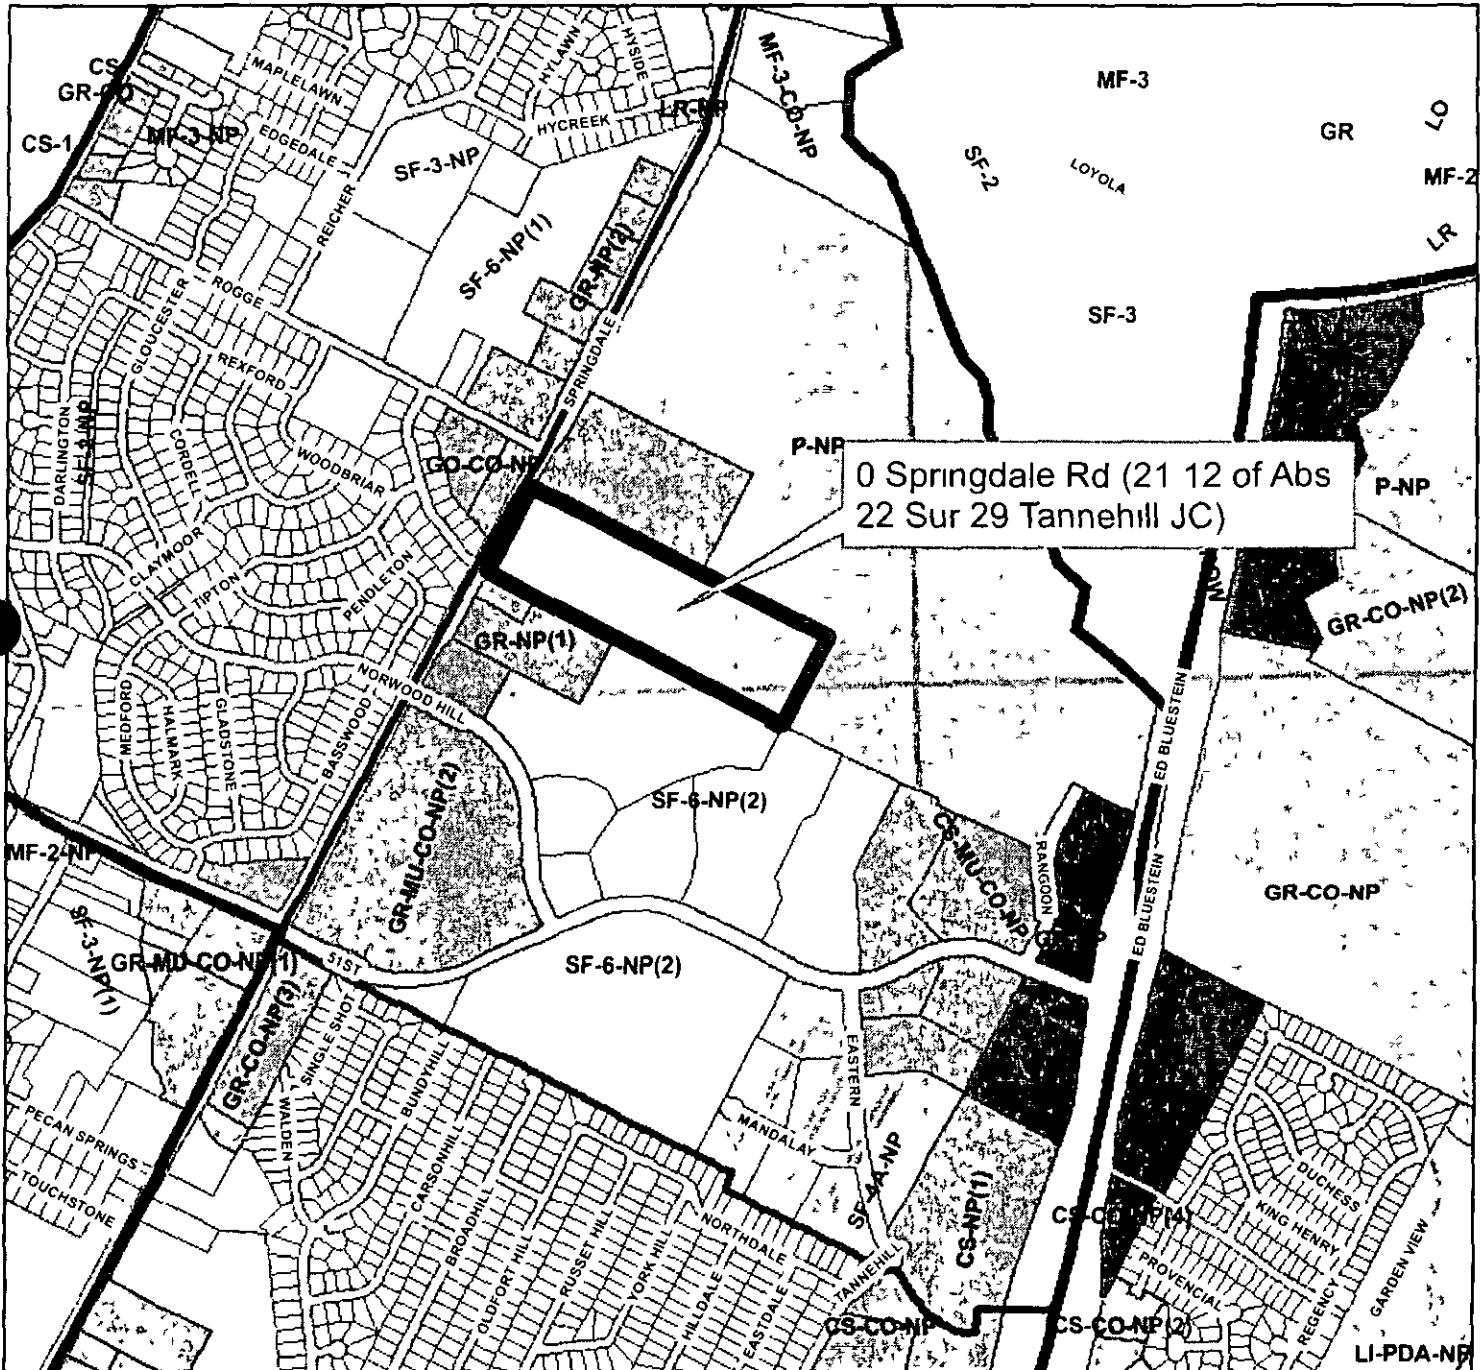 CS
GR-CO
CS-1
MF-3-NP
MAPLELAWN
EDGEDALE
HYLAWN
HYSIDE
HYCREEK
LR-NP
MF-3-CO-NP
MF-3
GR
LO
MF-2
LR
SF-2
LOYOLA
SF-3-NP
REICHER
SF-6-NP(1)
GR-NP(2)
SF-3
ROGGE
GLOUCESTER
REXFORD
SPRINGDALE
DARLINGTON
CORDELL
WOODBRIAR
GO-CO-NP
P-NP
0 Springdale Rd (21 12 of Abs
22 Sur 29 Tannehill JC)
P-NP
CLAYMOOR
TIPTON
PENDLETON
GR-CO-NP(2)
GR-NP(1)
NORWOOD HILL
MEDFORD
HALMARK
GLADSTONE
BASSWOOD
ED BLUESTEIN
GR-MU-CO-NP(2)
SF-6-NP(2)
CS-MU-CO-NP
RANGOON
ED BLUESTEIN
GR-CO-NP
MF-2-NP
SF-3-NP(1)
GR-MU-CO-NP(1)
51ST
SF-6-NP(2)
GR-CO-NP(3)
SINGLESHOT
WALDEN
BUNDYHILL
CARSONHILL
EASTERN
MANDALAY
PECAN SPRINGS
TOUCHSTONE
BROADHILL
OLDFORT HILL
RUSSET HILL
YORK HILL
NORTHDALE
HILLDALE
EASTDALE
TANNEHILL
SF-4A-NP
CS-NP(1)
CS-CO-NP(4)
DUCHESS
KING HENRY
PROVENCIAL
REGENCY
GARDEN VIEW
CS-CO-NP
CS-CO-NP(2)
LI-PDA-NP